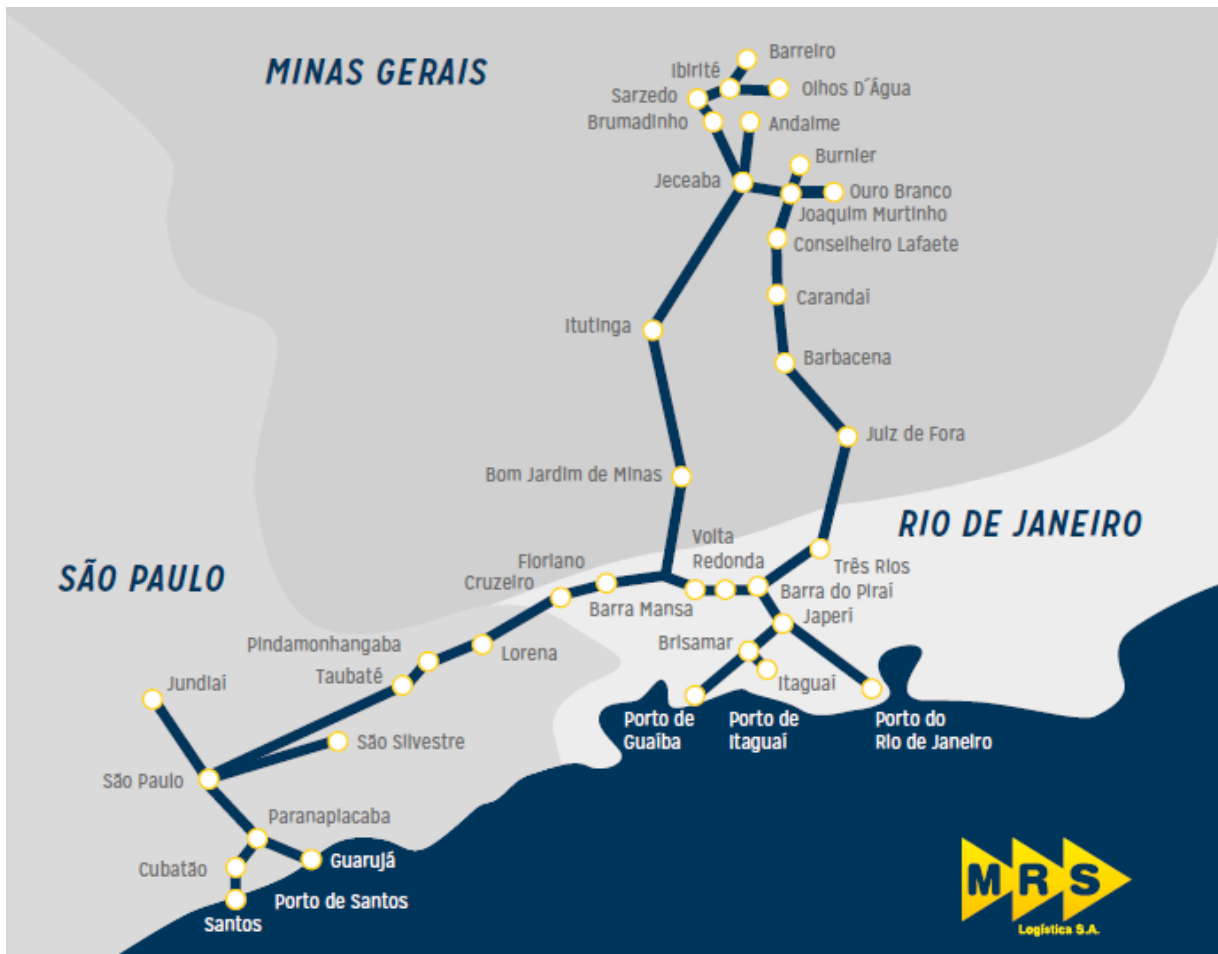 MINAS GERAIS
Barreiro
Ibirité
Olhos D´Água
Sarzedo
Brumadinho
Andaime
Burnier
Jeceaba
Ouro Branco
Joaquim Murtinho
Conselheiro Lafaete
Carandaí
Itutinga
Barbacena
Juiz de Fora
Bom Jardim de Minas
RIO DE JANEIRO
Volta
Redonda
Floriano
Três Rios
SÃO PAULO
Cruzeiro
Barra Mansa
Barra do Piraí
Japeri
Pindamonhangaba
Brisamar
Lorena
Taubaté
Jundiaí
Itaguaí
Porto de
Guaíba
Porto de
Itaguaí
Porto do
Rio de Janeiro
São Silvestre
São Paulo
Paranapiacaba
Guarujá
Cubatão
Porto de Santos
Santos
MRS
Logística S.A.